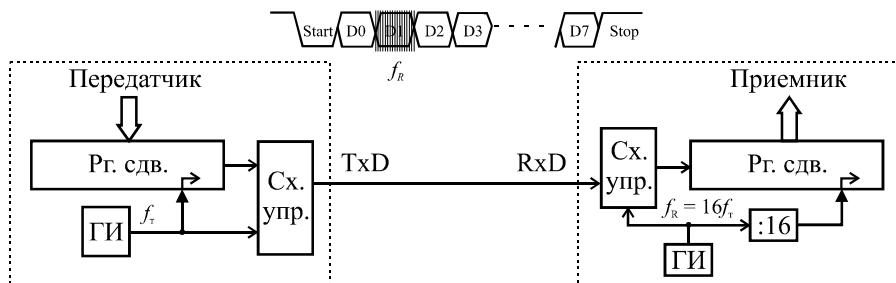 Start D0 D1 D2 D3 D7 Stop
f_R
Передатчик
Приемник
Рг. сдв.
Сх. упр.
TxD
RxD
Сх. упр.
Рг. сдв.
ГИ
f_т
f_R = 16f_т
:16
ГИ